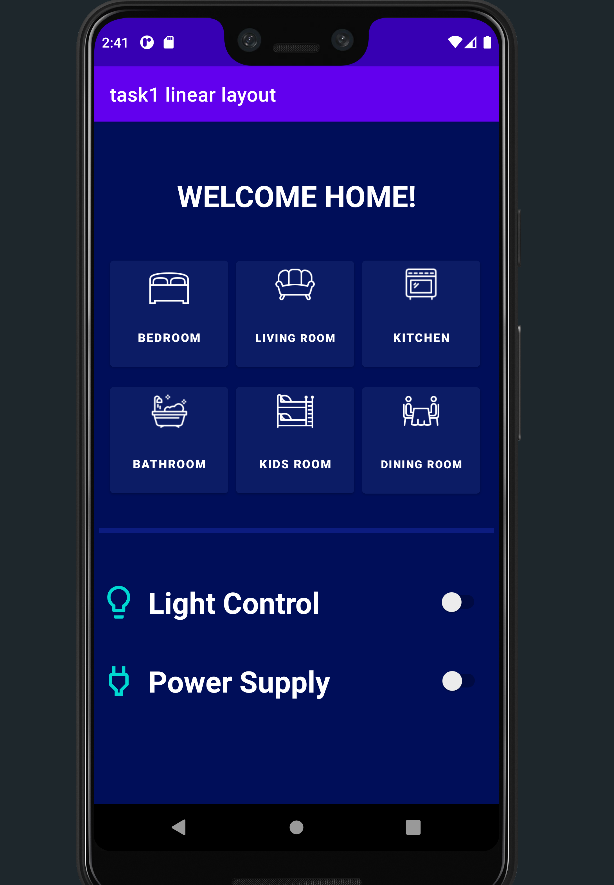 2:41
task1 linear layout
WELCOME HOME!
BEDROOM LIVING ROOM KITCHEN
BATHROOM KIDS ROOM DINING ROOM
Light Control
Power Supply